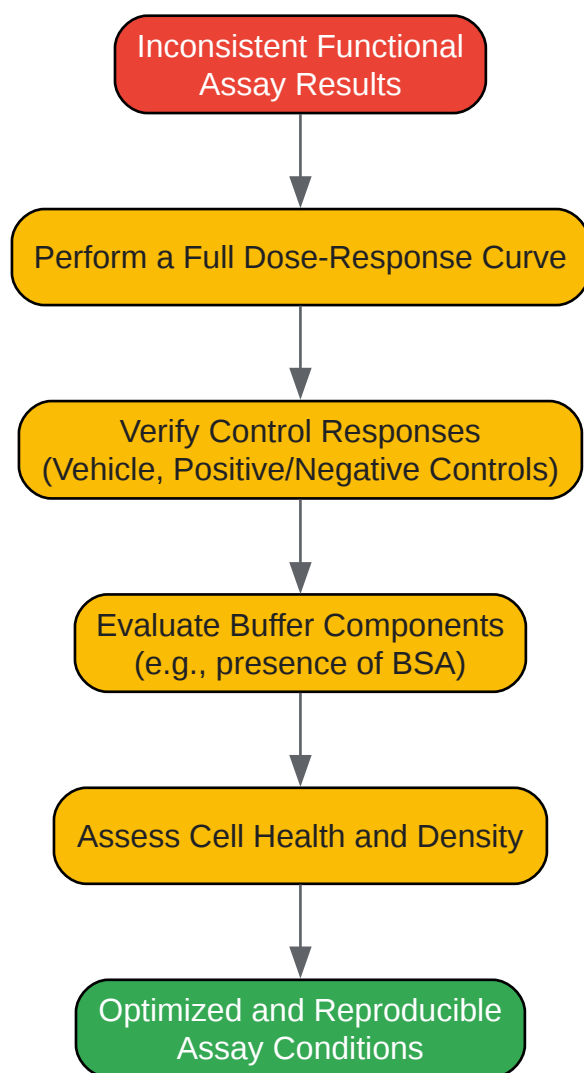 Inconsistent Functional
Assay Results
Perform a Full Dose-Response Curve
Verify Control Responses
(Vehicle, Positive/Negative Controls)
Evaluate Buffer Components
(e.g., presence of BSA)
Assess Cell Health and Density
Optimized and Reproducible
Assay Conditions